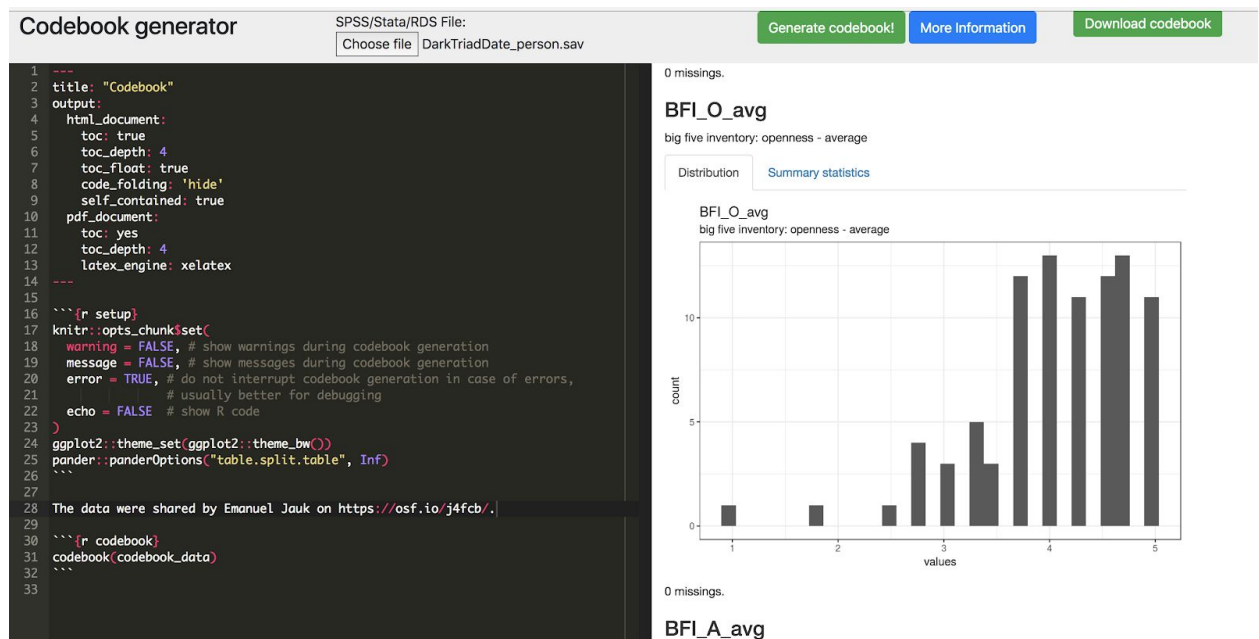 Codebook generator
SPSS/Stata/RDS File:
Choose file DarkTriadDate_person.sav
Generate codebook!
More Information
Download codebook
1 ---
2 title: "Codebook"
3 output:
4   html_document:
5     toc: true
6     toc_depth: 4
7     toc_float: true
8     code_folding: 'hide'
9     self_contained: true
10   pdf_document:
11     toc: yes
12     toc_depth: 4
13     latex_engine: xelatex
14 ---
15
16 ```{r setup}
17 knitr::opts_chunk$set(
18   warning = FALSE, # show warnings during codebook generation
19   message = FALSE, # show messages during codebook generation
20   error = TRUE, # do not interrupt codebook generation in case of errors,
21                 # usually better for debugging
22   echo = FALSE  # show R code
23 )
24 ggplot2::theme_set(ggplot2::theme_bw())
25 pander::panderOptions("table.split.table", Inf)
26 ```
27
28 The data were shared by Emanuel Jauk on https://osf.io/j4fcb/.
29
30 ```{r codebook}
31 codebook(codebook_data)
32 ```
33
0 missings.
BFI_O_avg
big five inventory: openness - average
Distribution
Summary statistics
BFI_O_avg
big five inventory: openness - average
10
5
0
count
1 2 3 4 5
values
0 missings.
BFI_A_avg